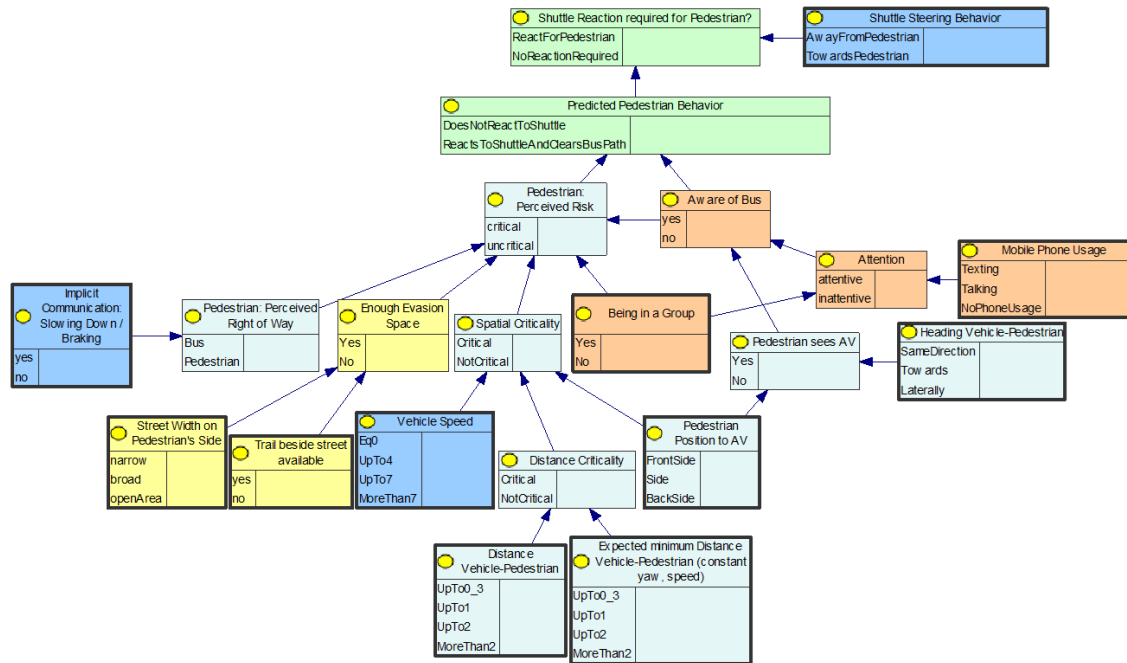 Shuttle Reaction required for Pedestrian?
ReactForPedestrian
NoReactionRequired
Shuttle Steering Behavior
AwayFromPedestrian
TowardsPedestrian
Predicted Pedestrian Behavior
DoesNotReactToShuttle
ReactsToShuttleAndClearsBusPath
Pedestrian:
Perceived Risk
critical
uncritical
Aware of Bus
yes
no
Attention
attentive
inattentive
Mobile Phone Usage
Texting
Talking
NoPhoneUsage
Implicit
Communication:
Slowing Down /
Braking
yes
no
Pedestrian: Perceived
Right of Way
Bus
Pedestrian
Enough Evasion
Space
Yes
No
Spatial Criticality
Critical
NotCritical
Being in a Group
Yes
No
Pedestrian sees AV
Yes
No
Heading Vehicle-Pedestrian
SameDirection
Towards
Laterally
Street Width on
Pedestrian's Side
narrow
broad
openArea
Trail beside street
available
yes
no
Vehicle Speed
Eq0
UpTo4
UpTo7
MoreThan7
Distance Criticality
Critical
NotCritical
Pedestrian
Position to AV
FrontSide
Side
BackSide
Distance
Vehicle-Pedestrian
UpTo0_3
UpTo1
UpTo2
MoreThan2
Expected minimum Distance
Vehicle-Pedestrian (constant
yaw, speed)
UpTo0_3
UpTo1
UpTo2
MoreThan2